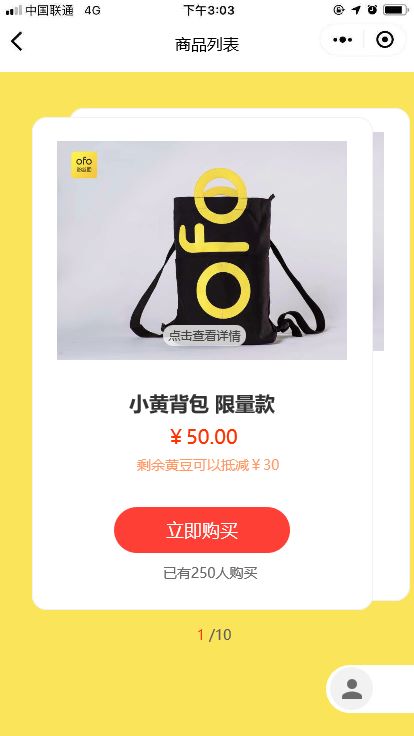 中国联通 4G 下午3:03
商品列表
ofo
ofo
点击查看详情
小黄背包 限量款
￥50.00
剩余黄豆可以抵减￥30
立即购买
已有250人购买
1 /10